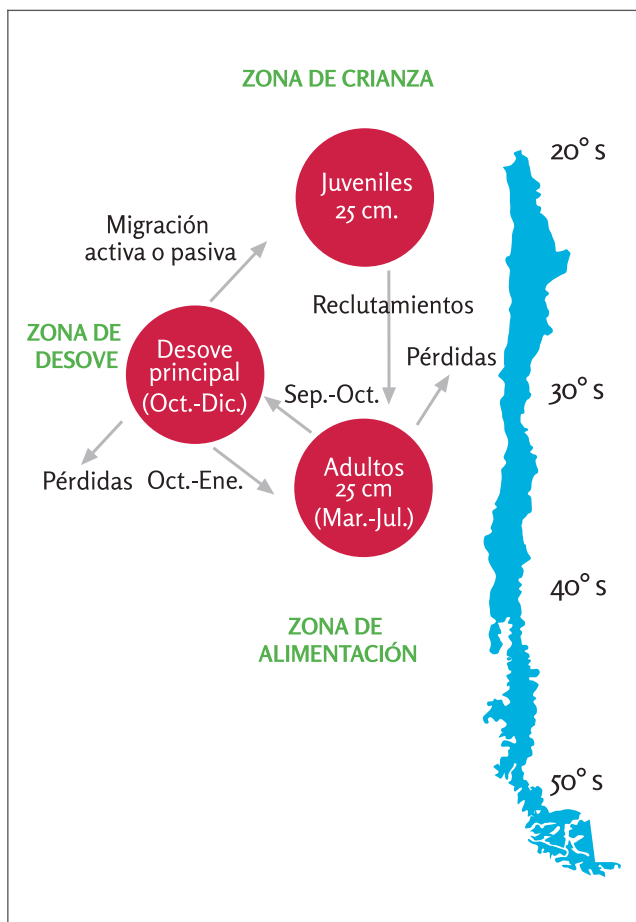 ZONA DE CRIANZA
20° S
Juveniles
25 cm.
Migración
activa o pasiva
Reclutamientos
ZONA DE
DESOVE
Desove
principal
(Oct.-Dic.)
Pérdidas
Sep.-Oct.
30° S
Pérdidas
Oct.-Ene.
Adultos
25 cm
(Mar.-Jul.)
40° S
ZONA DE
ALIMENTACIÓN
50° S